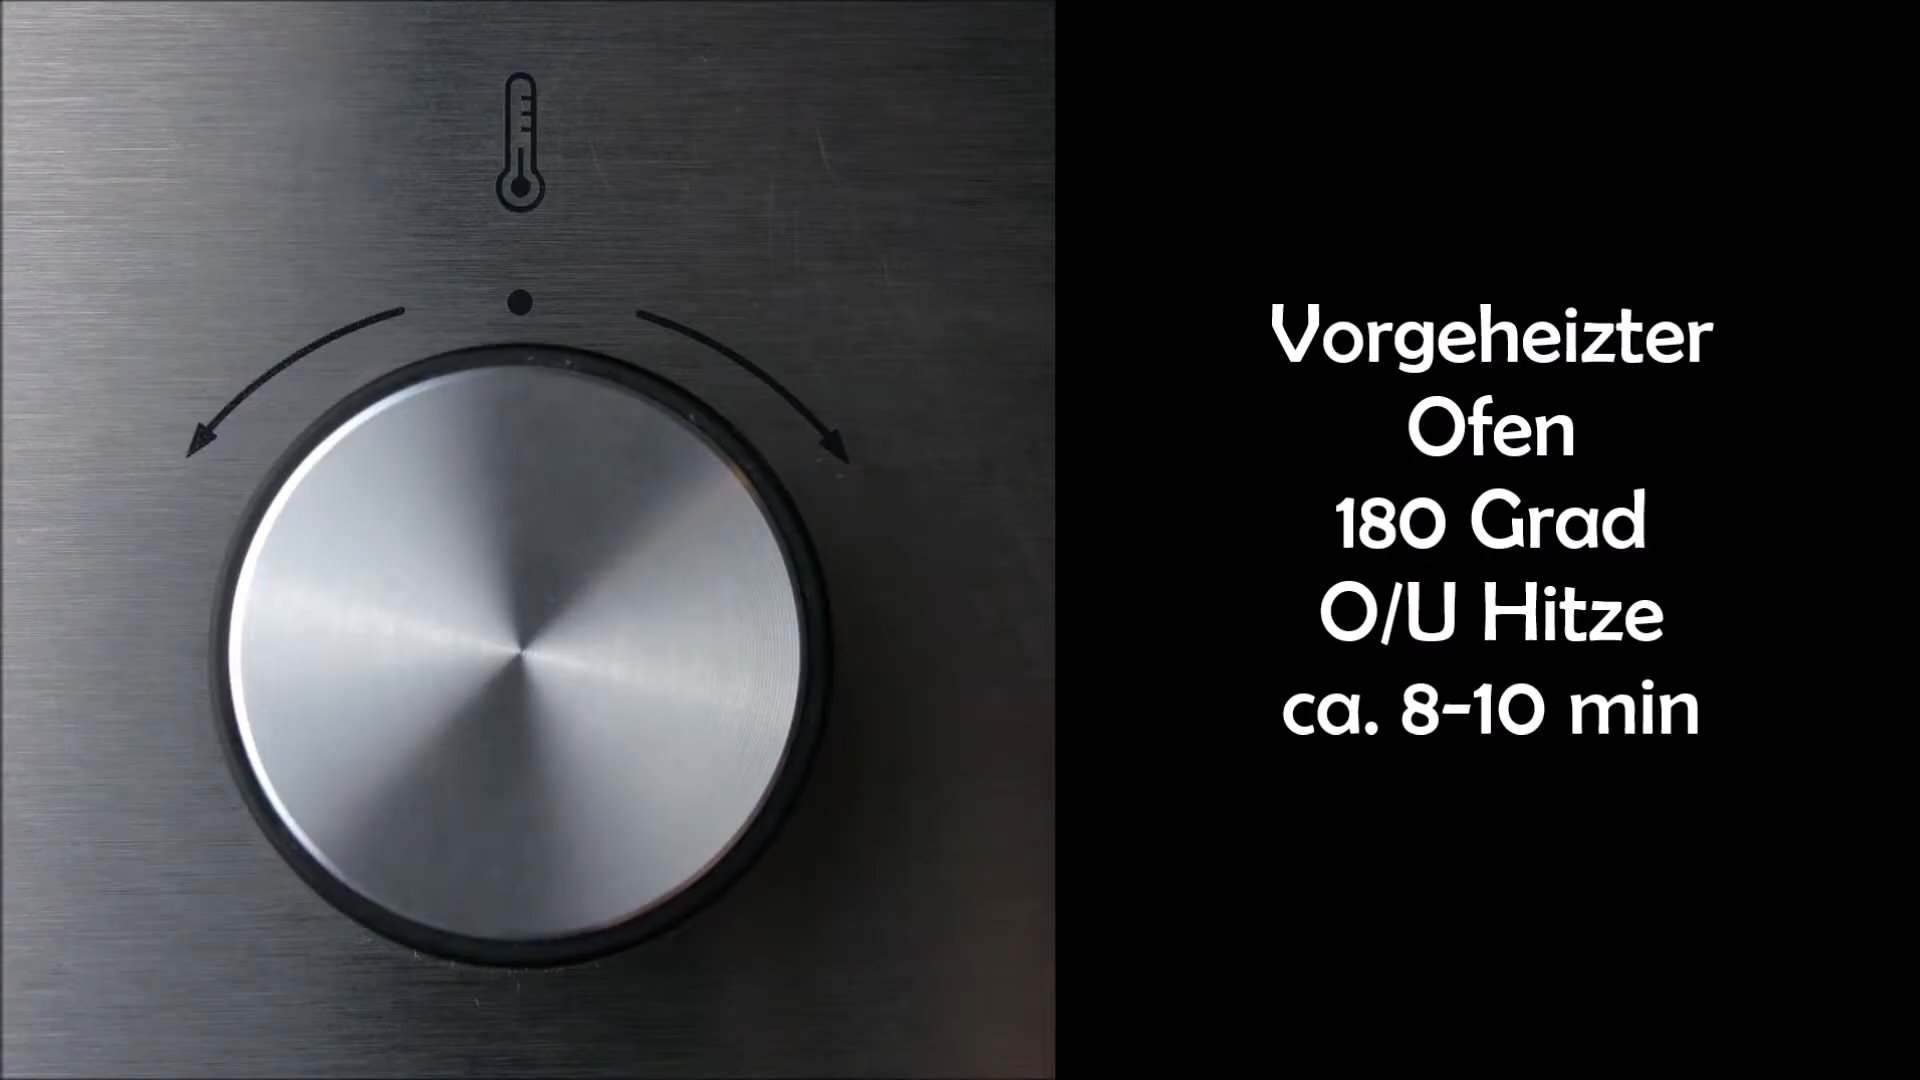 Vorgeheizter
Ofen
180 Grad
O/U Hitze
ca. 8-10 min